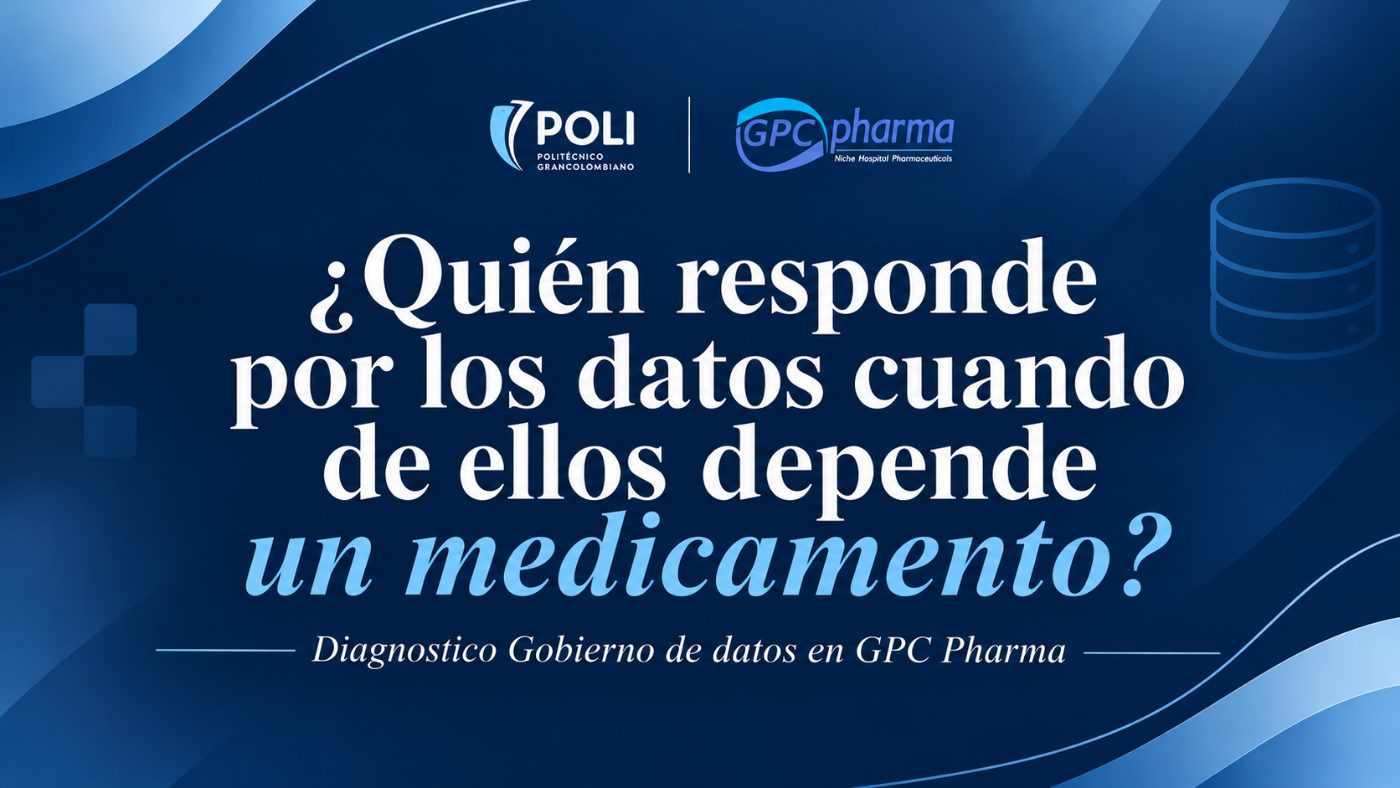 POLI
POLITÉCNICO
GRANCOLOMBIANO
GPC pharma
Niche Hospital Pharmaceuticals
¿Quién responde
por los datos cuando
de ellos depende
un medicamento?
Diagnostico Gobierno de datos en GPC Pharma